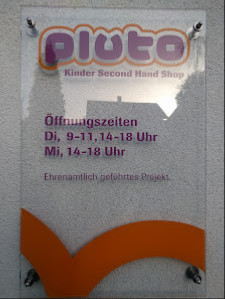 pluto
Kinder Second Hand Shop
Öffnungszeiten
Di, 9-11, 14-18 Uhr
Mi, 14-18 Uhr
Ehrenamtlich geführtes Projekt.